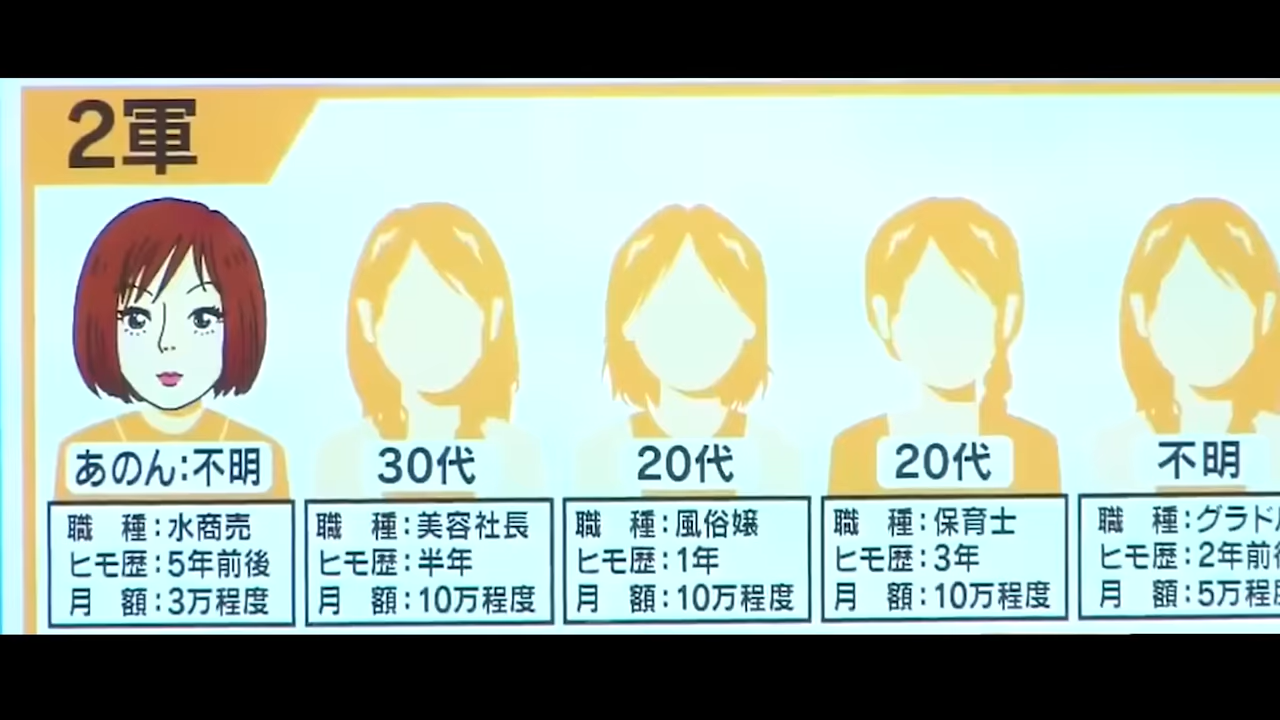 2軍
あのん:不明
職 種:水商売
ヒモ歴:5年前後
月 額:3万程度
30代
職 種:美容社長
ヒモ歴:半年
月 額:10万程度
20代
職 種:風俗嬢
ヒモ歴:1年
月 額:10万程度
20代
職 種:保育士
ヒモ歴:3年
月 額:10万程度
不明
職 種:グラド
ヒモ歴:2年前
月 額:5万程